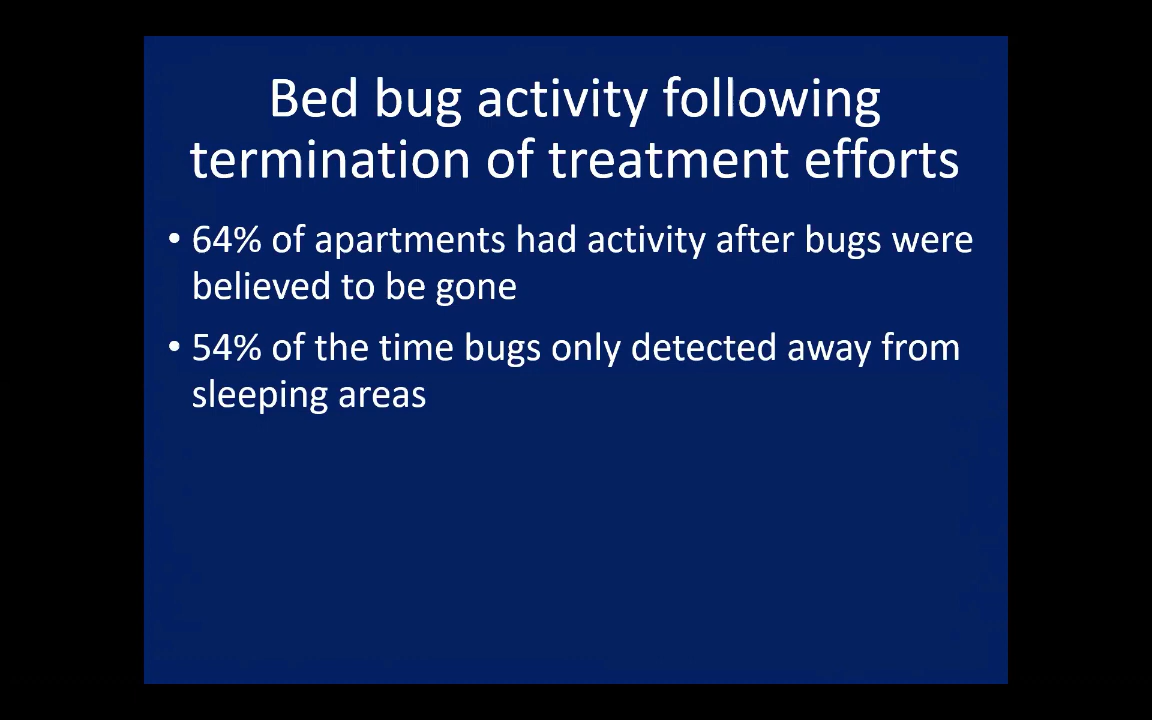 Bed bug activity following
termination of treatment efforts
• 64% of apartments had activity after bugs were
believed to be gone
• 54% of the time bugs only detected away from
sleeping areas